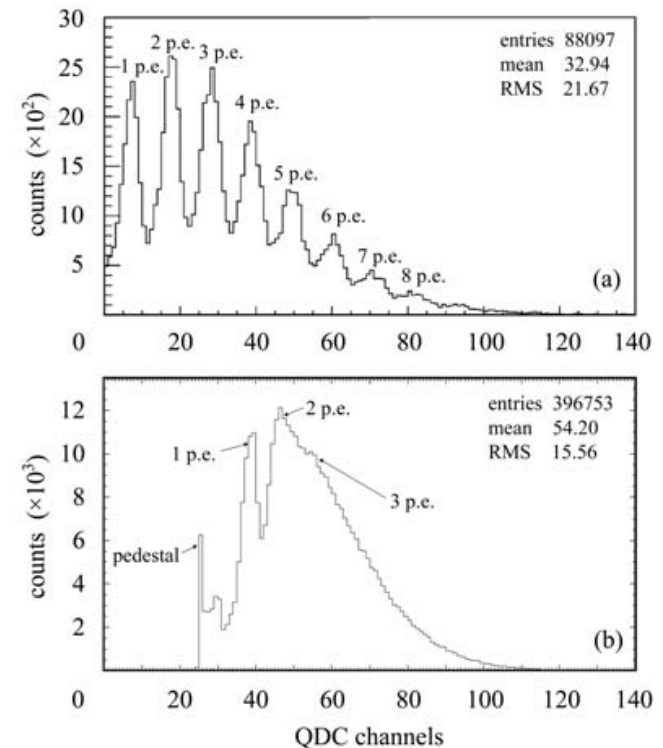 30
25
20
15
10
5
counts (×10²)
1 p.e.
2 p.e.
3 p.e.
4 p.e.
5 p.e.
6 p.e.
7 p.e.
8 p.e.
entries 88097
mean 32.94
RMS 21.67
(a)
0 20 40 60 80 100 120 140
12
10
8
6
4
2
counts (×10³)
pedestal
1 p.e.
2 p.e.
3 p.e.
entries 396753
mean 54.20
RMS 15.56
(b)
0 20 40 60 80 100 120 140
QDC channels